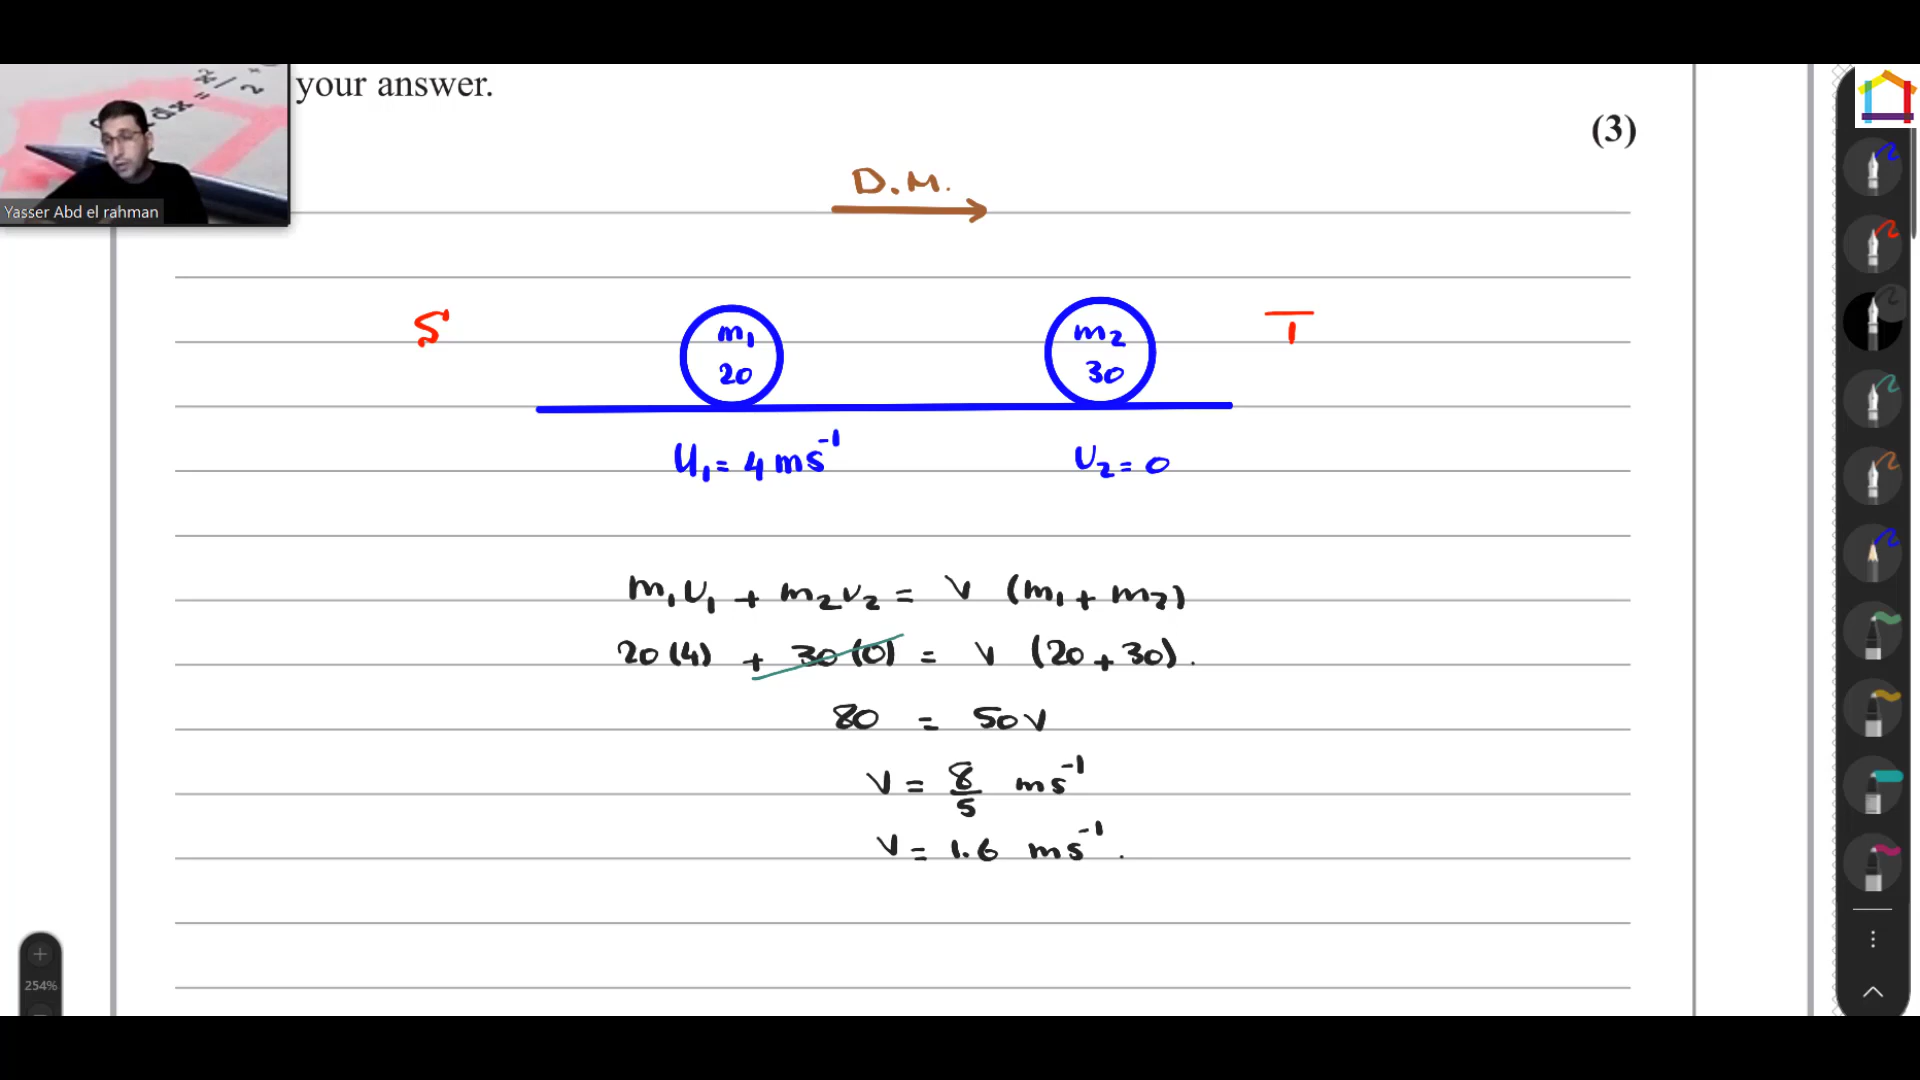 your answer.
(3)
Yasser Abd el rahman
D.M.
S
m₁
20
m₂
30
T
U₁ = 4 ms⁻¹
U₂ = 0
m₁U₁ + m₂U₂ = V (m₁ + m₂)
20(4) + 30(0) = V (20 + 30).
80 = 50V
V = 8/5 ms⁻¹
V = 1.6 ms⁻¹.
254%